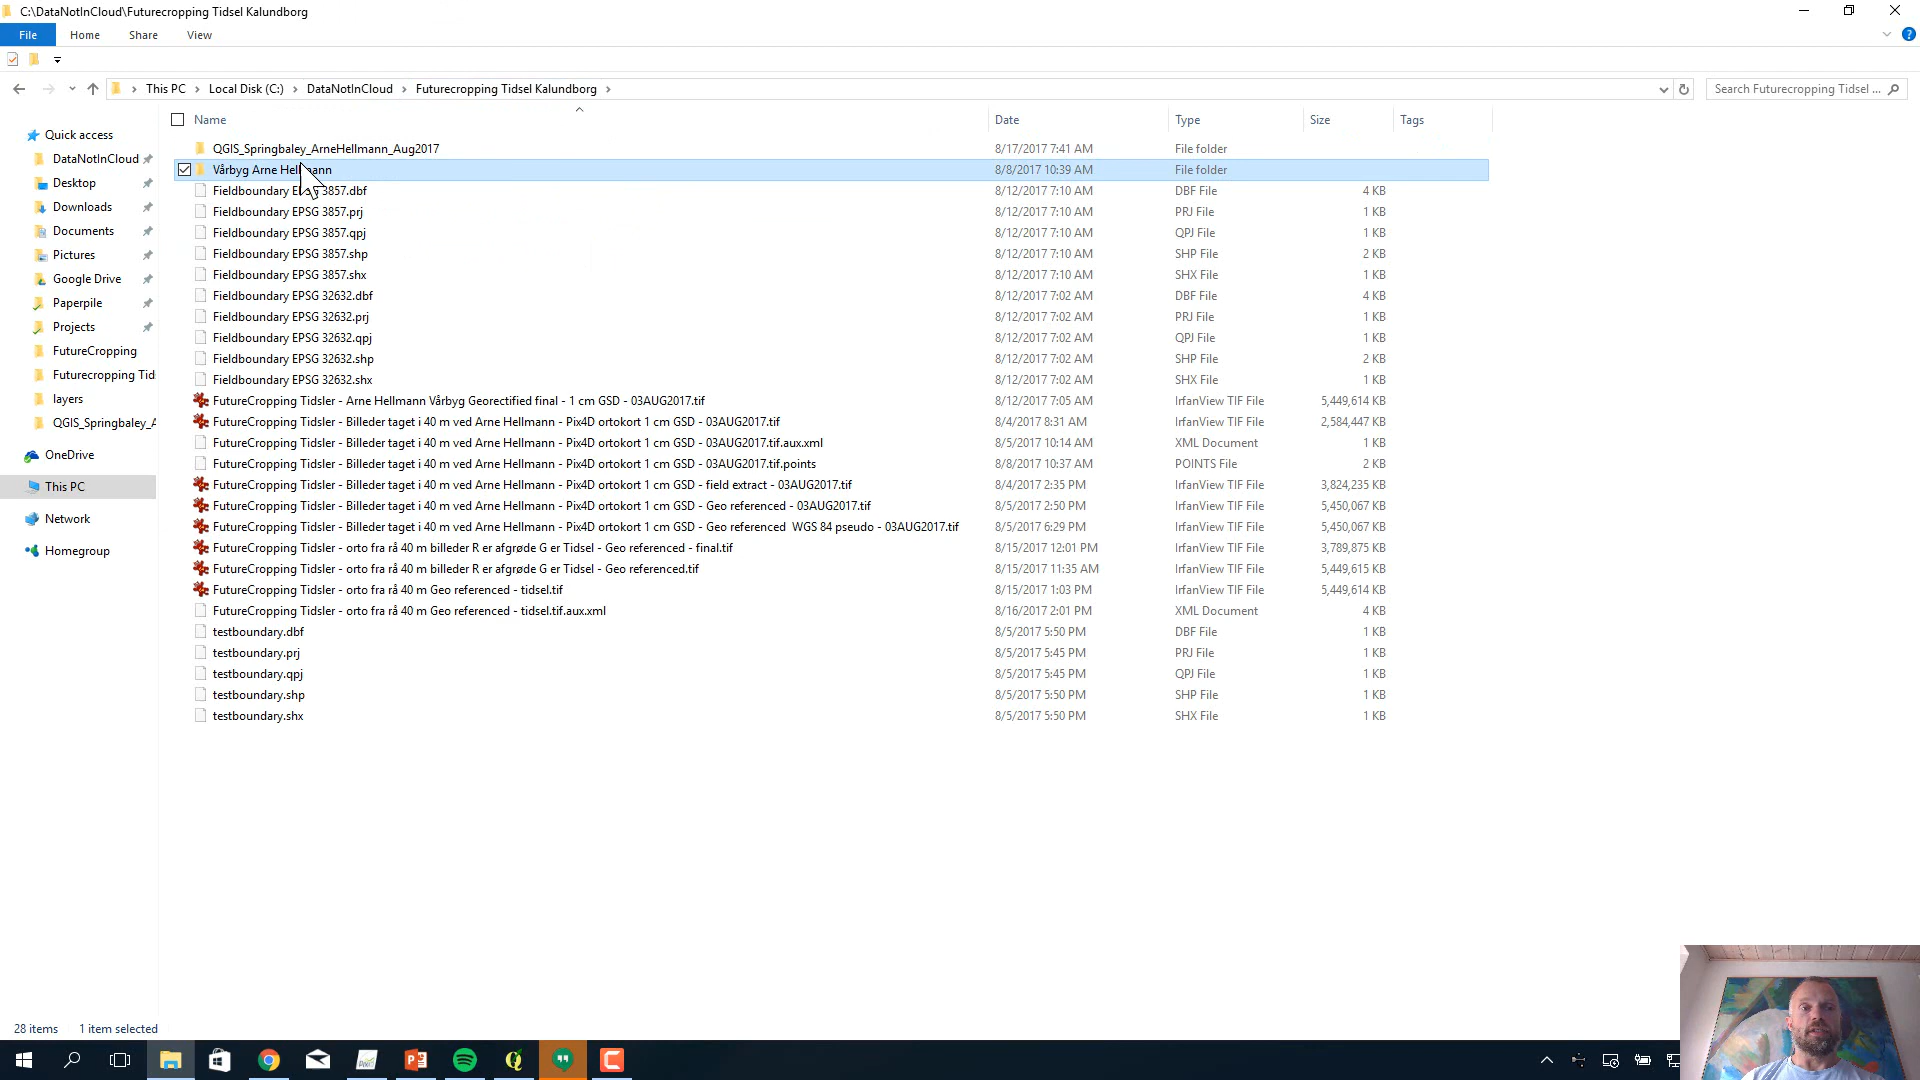 C:\DataNotInCloud\Futurecropping Tidsel Kalundborg
File Home Share View
This PC Local Disk (C:) DataNotInCloud Futurecropping Tidsel Kalundborg
Search Futurecropping Tidsel ...
Name Date Type Size Tags
Quick access
DataNotInCloud
Desktop
Downloads
Documents
Pictures
Google Drive
Paperpile
Projects
FutureCropping
Futurecropping Tid
layers
QGIS_Springbaley_A
OneDrive
This PC
Network
Homegroup
QGIS_Springbaley_ArneHellmann_Aug2017 8/17/2017 7:41 AM File folder
Vårbyg Arne Hellmann 8/8/2017 10:39 AM File folder
Fieldboundary EPSG 3857.dbf 8/12/2017 7:10 AM DBF File 4 KB
Fieldboundary EPSG 3857.prj 8/12/2017 7:10 AM PRJ File 1 KB
Fieldboundary EPSG 3857.qpj 8/12/2017 7:10 AM QPJ File 1 KB
Fieldboundary EPSG 3857.shp 8/12/2017 7:10 AM SHP File 2 KB
Fieldboundary EPSG 3857.shx 8/12/2017 7:10 AM SHX File 1 KB
Fieldboundary EPSG 32632.dbf 8/12/2017 7:02 AM DBF File 4 KB
Fieldboundary EPSG 32632.prj 8/12/2017 7:02 AM PRJ File 1 KB
Fieldboundary EPSG 32632.qpj 8/12/2017 7:02 AM QPJ File 1 KB
Fieldboundary EPSG 32632.shp 8/12/2017 7:02 AM SHP File 2 KB
Fieldboundary EPSG 32632.shx 8/12/2017 7:02 AM SHX File 1 KB
FutureCropping Tidsler - Arne Hellmann Vårbyg Georectified final - 1 cm GSD - 03AUG2017.tif 8/12/2017 7:05 AM IrfanView TIF File 5,449,614 KB
FutureCropping Tidsler - Billeder taget i 40 m ved Arne Hellmann - Pix4D ortokort 1 cm GSD - 03AUG2017.tif 8/4/2017 8:31 AM IrfanView TIF File 2,584,447 KB
FutureCropping Tidsler - Billeder taget i 40 m ved Arne Hellmann - Pix4D ortokort 1 cm GSD - 03AUG2017.tif.aux.xml 8/5/2017 10:14 AM XML Document 1 KB
FutureCropping Tidsler - Billeder taget i 40 m ved Arne Hellmann - Pix4D ortokort 1 cm GSD - 03AUG2017.tif.points 8/8/2017 10:37 AM POINTS File 2 KB
FutureCropping Tidsler - Billeder taget i 40 m ved Arne Hellmann - Pix4D ortokort 1 cm GSD - field extract - 03AUG2017.tif 8/4/2017 2:35 PM IrfanView TIF File 3,824,235 KB
FutureCropping Tidsler - Billeder taget i 40 m ved Arne Hellmann - Pix4D ortokort 1 cm GSD - Geo referenced - 03AUG2017.tif 8/5/2017 2:50 PM IrfanView TIF File 5,450,067 KB
FutureCropping Tidsler - Billeder taget i 40 m ved Arne Hellmann - Pix4D ortokort 1 cm GSD - Geo referenced WGS 84 pseudo - 03AUG2017.tif 8/5/2017 6:29 PM IrfanView TIF File 5,450,067 KB
FutureCropping Tidsler - orto fra rå 40 m billeder R er afgrøde G er Tidsel - Geo referenced - final.tif 8/15/2017 12:01 PM IrfanView TIF File 3,789,875 KB
FutureCropping Tidsler - orto fra rå 40 m billeder R er afgrøde G er Tidsel - Geo referenced.tif 8/15/2017 11:35 AM IrfanView TIF File 5,449,615 KB
FutureCropping Tidsler - orto fra rå 40 m Geo referenced - tidsel.tif 8/15/2017 1:03 PM IrfanView TIF File 5,449,614 KB
FutureCropping Tidsler - orto fra rå 40 m Geo referenced - tidsel.tif.aux.xml 8/16/2017 2:01 PM XML Document 4 KB
testboundary.dbf 8/5/2017 5:50 PM DBF File 1 KB
testboundary.prj 8/5/2017 5:45 PM PRJ File 1 KB
testboundary.qpj 8/5/2017 5:45 PM QPJ File 1 KB
testboundary.shp 8/5/2017 5:50 PM SHP File 1 KB
testboundary.shx 8/5/2017 5:50 PM SHX File 1 KB
28 items 1 item selected